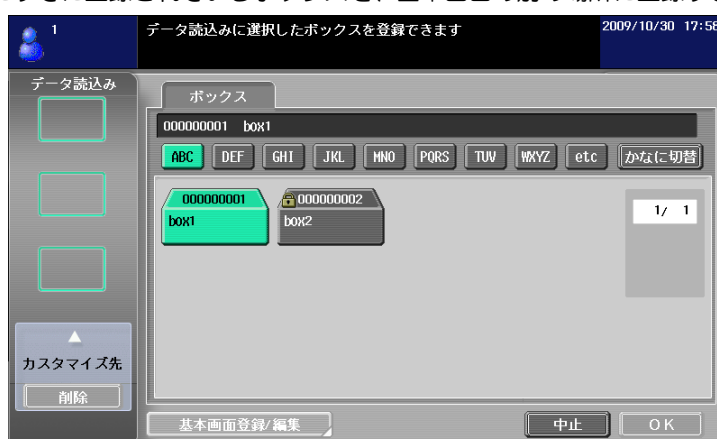 1
データ読込みに選択したボックスを登録できます
2009/10/30 17:58
データ読込み
ボックス
000000001 box1
ABC DEF GHI JKL MNO PQRS TUV WXYZ etc かなに切替
000000001
box1
000000002
box2
1/ 1
カスタマイズ先
削除
基本画面登録/編集
中止
OK